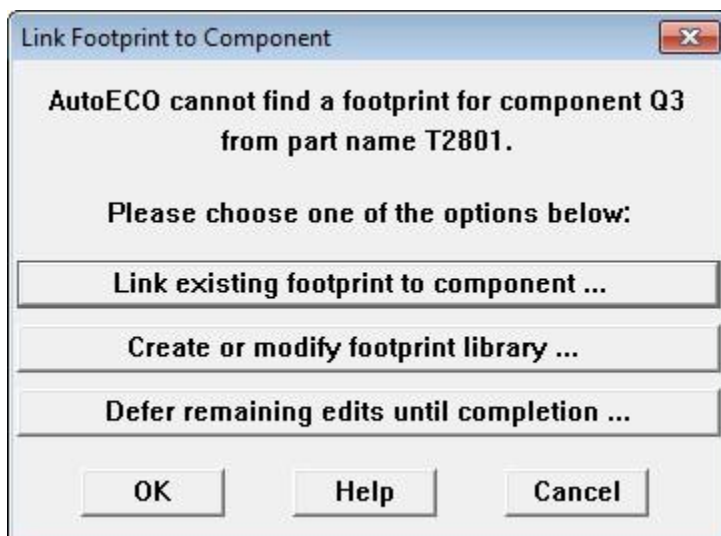 Link Footprint to Component
AutoECO cannot find a footprint for component Q3
from part name T2801.
Please choose one of the options below:
Link existing footprint to component ...
Create or modify footprint library ...
Defer remaining edits until completion ...
OK Help Cancel